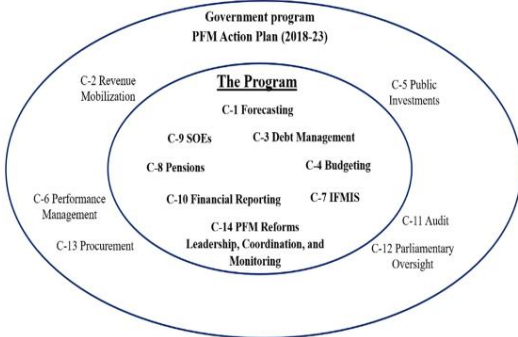 Government program
PFM Action Plan (2018-23)
C-2 Revenue
Mobilization
The Program
C-5 Public
Investments
C-1 Forecasting
C-9 SOEs
C-3 Debt Management
C-8 Pensions
C-4 Budgeting
C-6 Performance
Management
C-10 Financial Reporting
C-7 IFMIS
C-11 Audit
C-13 Procurement
C-14 PFM Reforms
Leadership, Coordination, and
Monitoring
C-12 Parliamentary
Oversight